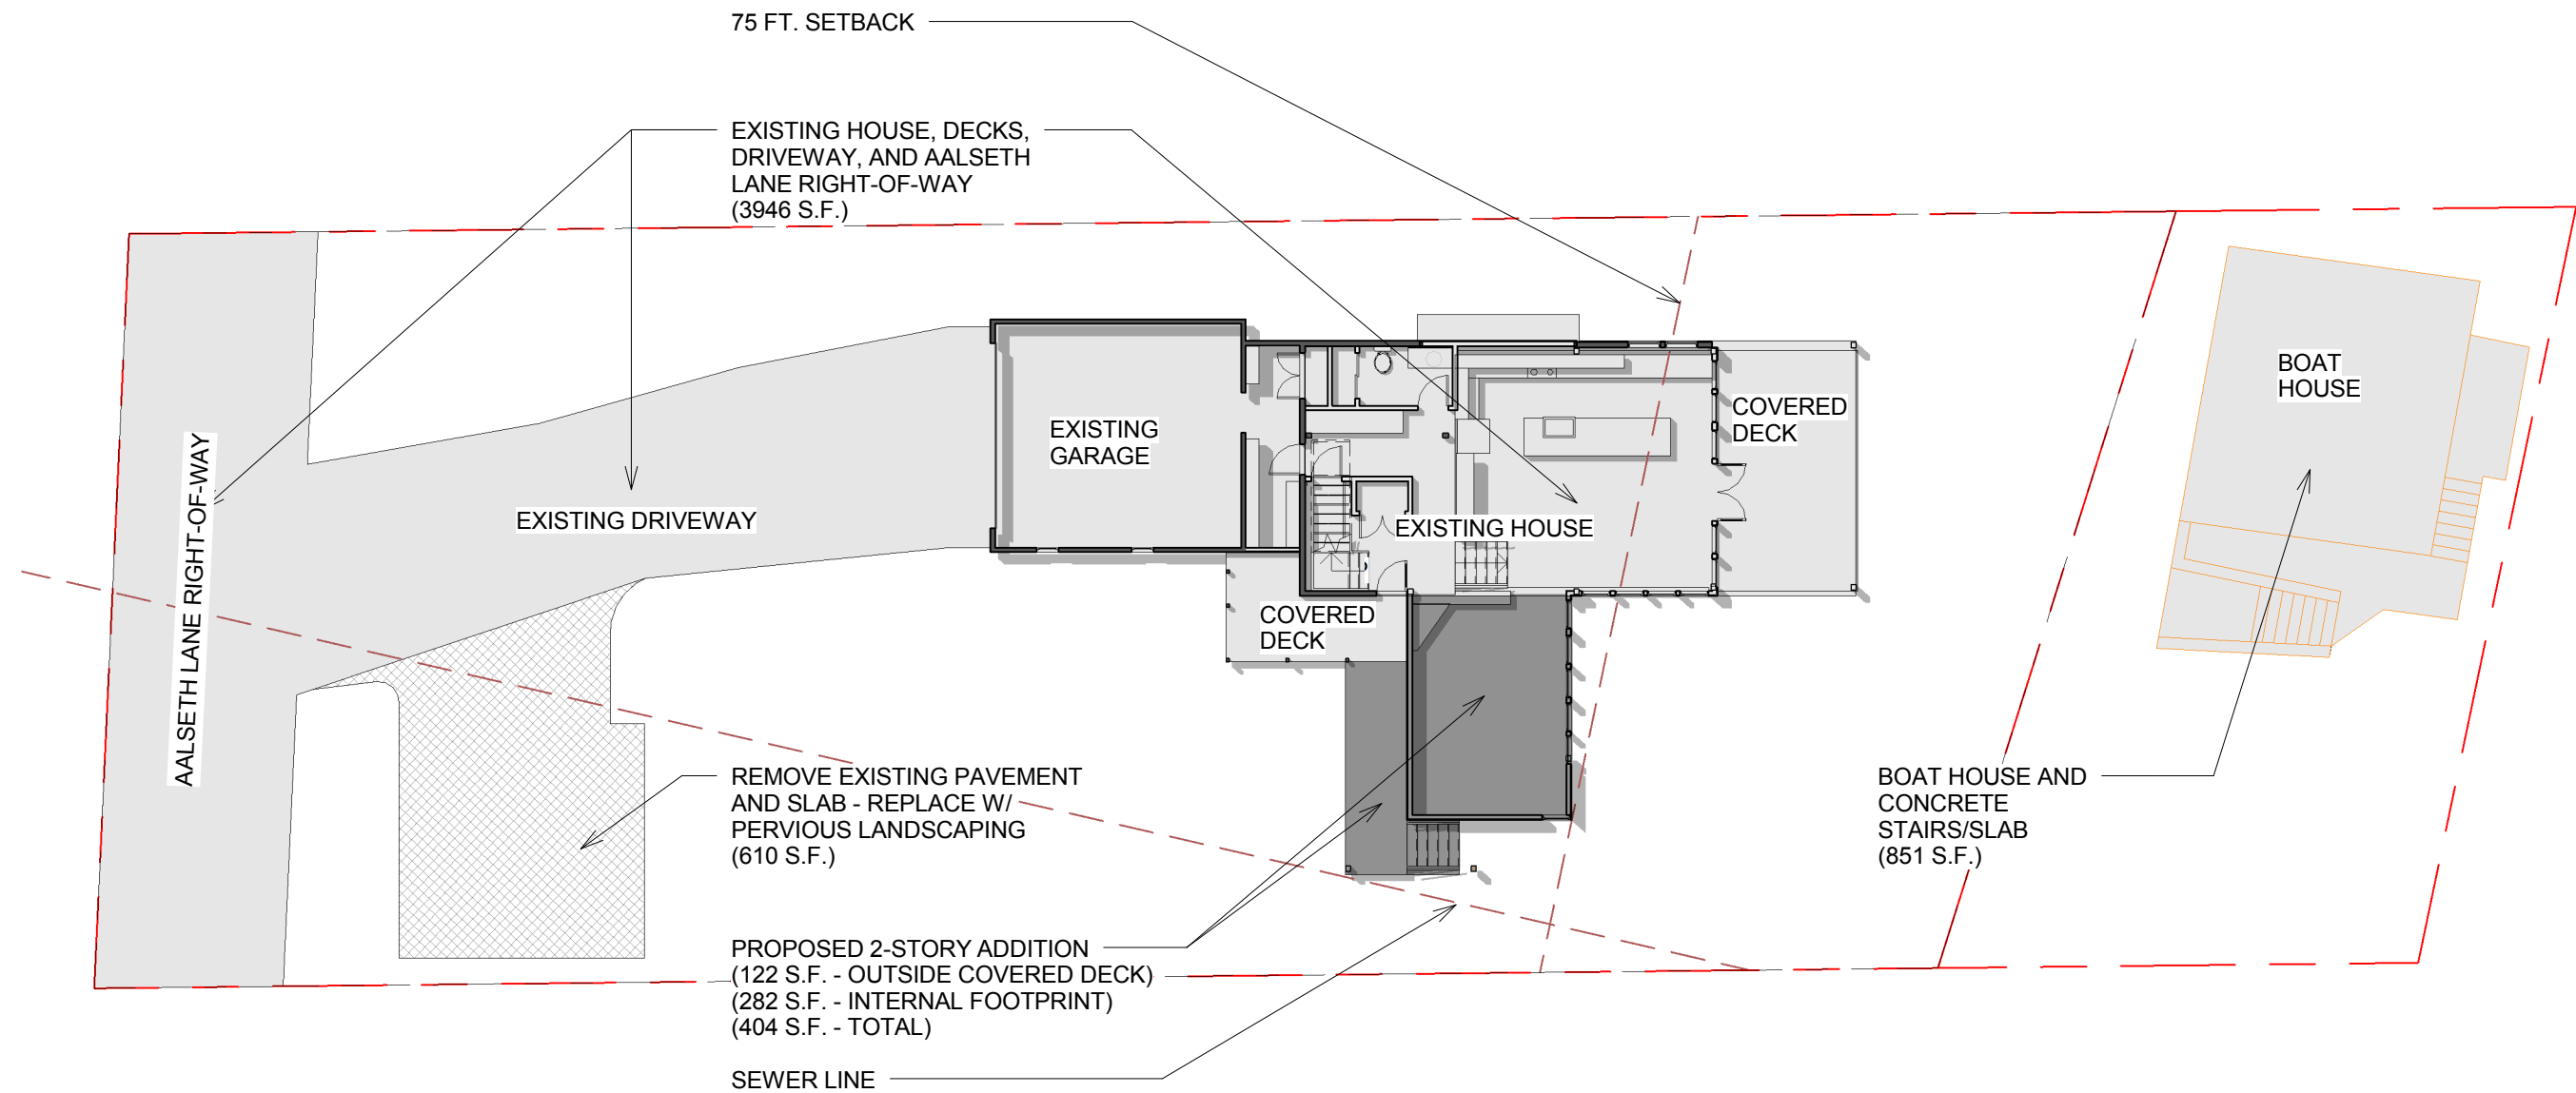 75 FT. SETBACK
EXISTING HOUSE, DECKS,
DRIVEWAY, AND AALSETH
LANE RIGHT-OF-WAY
(3946 S.F.)
AALSETH LANE RIGHT-OF-WAY
EXISTING DRIVEWAY
EXISTING
GARAGE
EXISTING HOUSE
COVERED
DECK
COVERED
DECK
BOAT
HOUSE
REMOVE EXISTING PAVEMENT
AND SLAB - REPLACE W/
PERVIOUS LANDSCAPING
(610 S.F.)
BOAT HOUSE AND
CONCRETE
STAIRS/SLAB
(851 S.F.)
PROPOSED 2-STORY ADDITION
(122 S.F. - OUTSIDE COVERED DECK)
(282 S.F. - INTERNAL FOOTPRINT)
(404 S.F. - TOTAL)
SEWER LINE